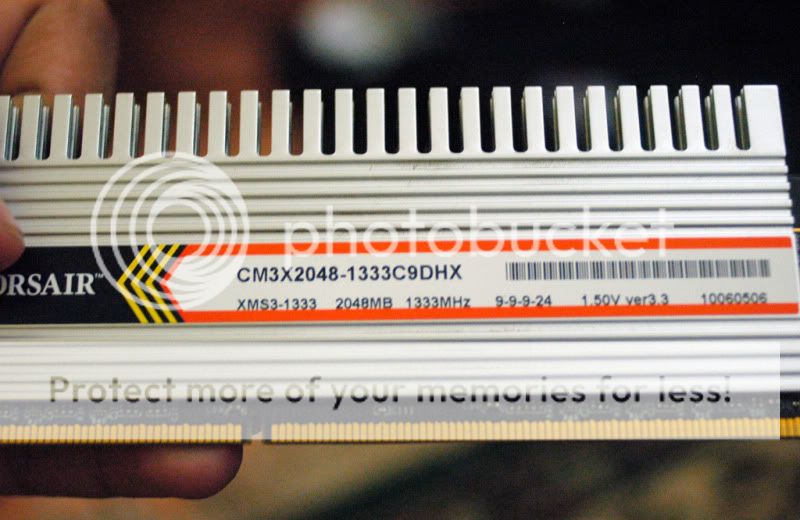 photobucket
ORSAIR™
CM3X2048-1333C9DHX
XMS3-1333 2048MB 1333MHz 9-9-9-24 1.50V ver3.3 10060506
Protect more of your memories for less!